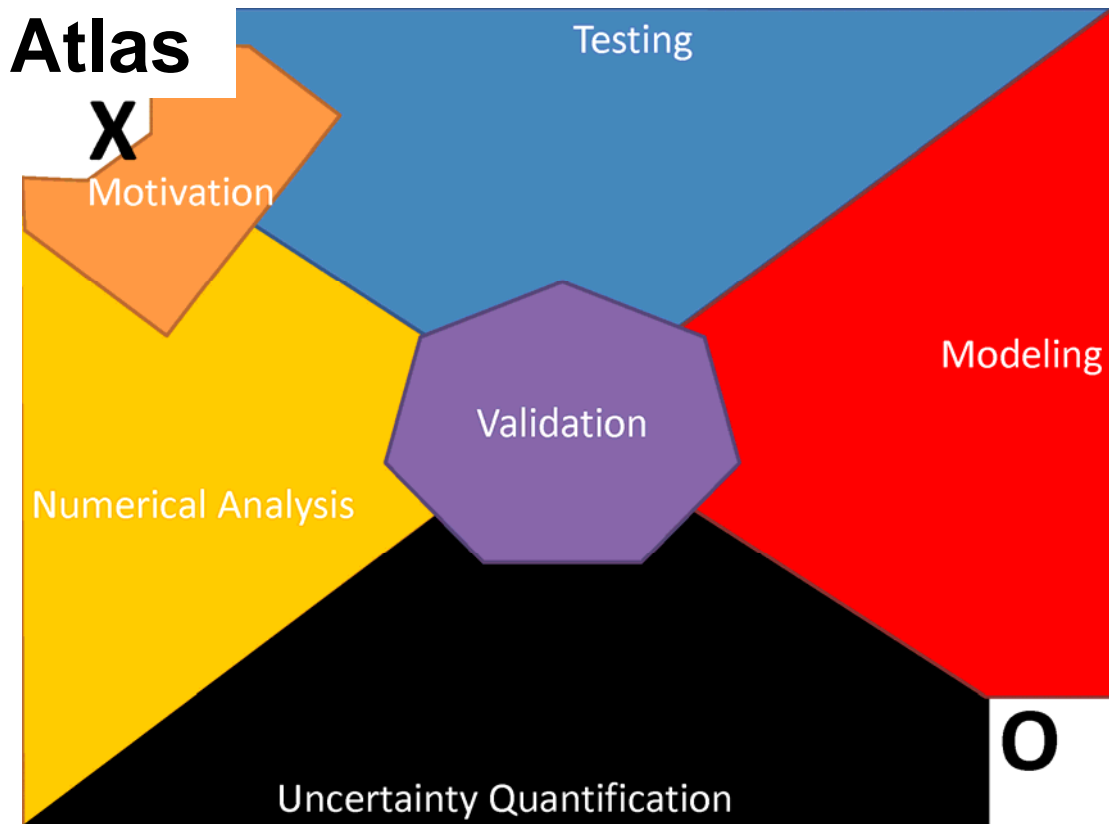 Atlas
Testing
X
Motivation
Modeling
Validation
Numerical Analysis
O
Uncertainty Quantification